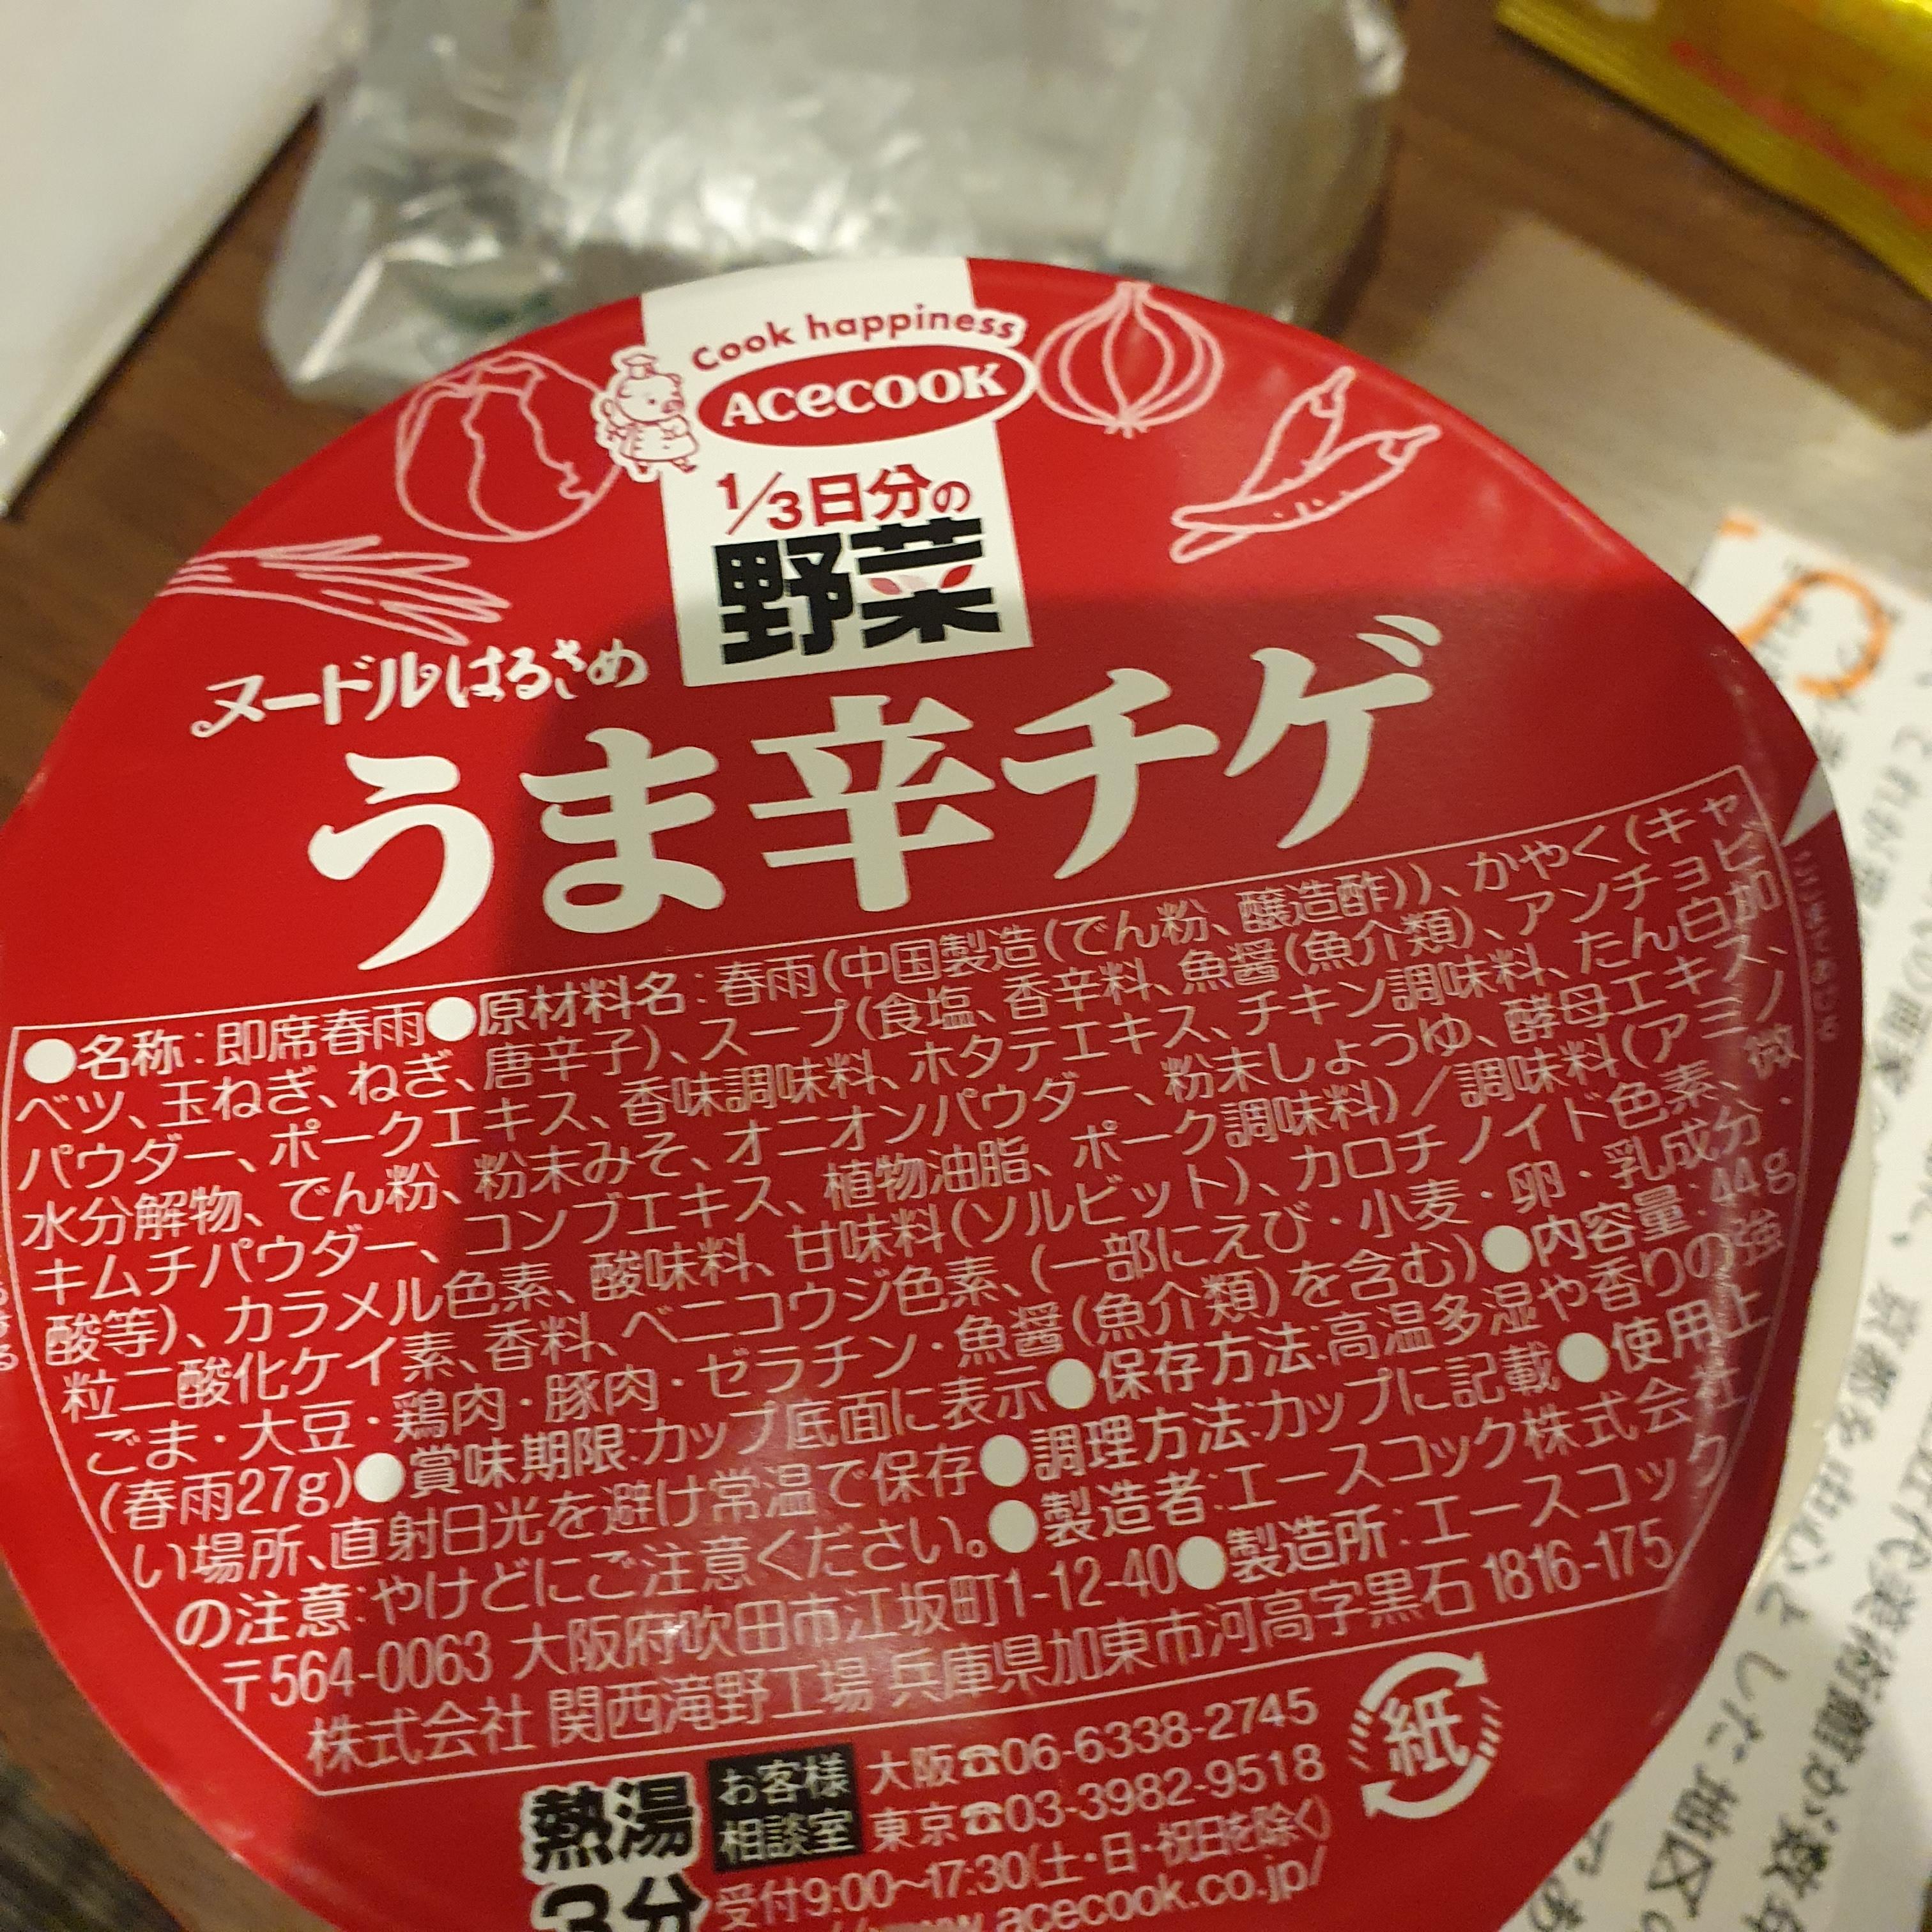 Cook happiness
Acecook
1/3日分の
野菜
ヌードルはるさめ
うま辛チゲ
●名称:即席春雨●原材料名:春雨(中国製造(でん粉、醸造酢))、かやく(キャ
ベツ、玉ねぎ、ねぎ、唐辛子)、スープ(食塩、香辛料、魚醤(魚介類)、アンチョビ
パウダー、ポークエキス、香味調味料、ホタテエキス、チキン調味料、たん白加
水分解物、でん粉、粉末みそ、オニオンパウダー、粉末しょうゆ、酵母エキス、
キムチパウダー、コンブエキス、植物油脂、ポーク調味料)/調味料(アミノ
酸等)、カラメル色素、酸味料、甘味料(ソルビット)、カロチノイド色素、微
粒二酸化ケイ素、香料、ベニコウジ色素、(一部にえび・小麦・卵・乳成分・
ごま・大豆・鶏肉・豚肉・ゼラチン・魚醤(魚介類)を含む)●内容量:44g
(春雨27g)●賞味期限:カップ底面に表示●保存方法:高温多湿や香りの強
い場所、直射日光を避け常温で保存●調理方法:カップに記載●使用上
の注意:やけどにご注意ください。●製造者:エースコック株式会社
〒564-0063 大阪府吹田市江坂町1-12-40●製造所:エースコック
株式会社 関西滝野工場 兵庫県加東市河高字黒石 1816-175
熱湯
3分
お客様
相談室
大阪☎06-6338-2745
東京☎03-3982-9518
受付9:00〜17:30(土・日・祝日を除く)
www.acecook.co.jp/
紙